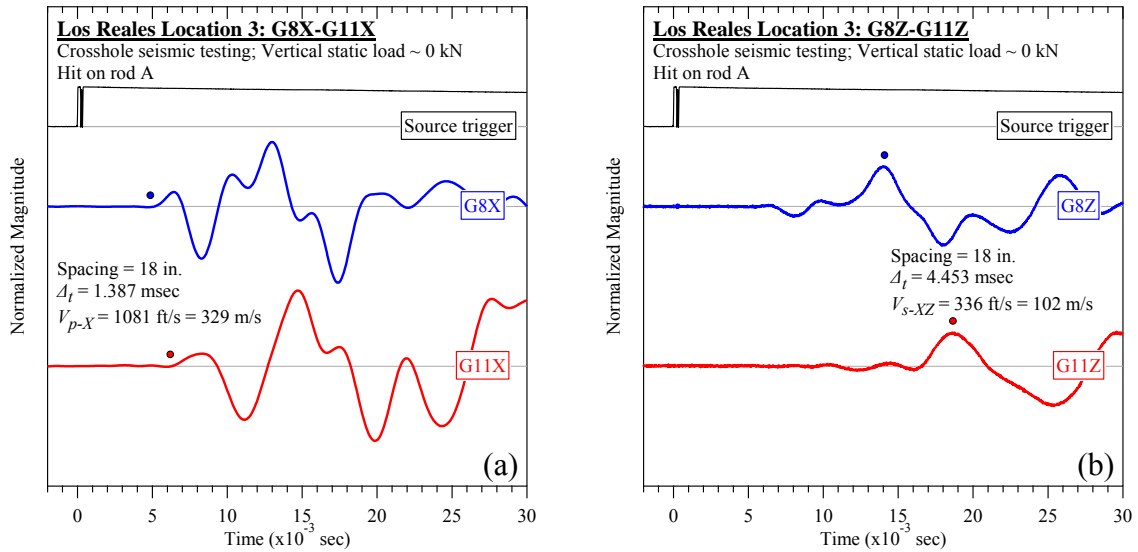 Los Reales Location 3: G8X-G11X
Crosshole seismic testing; Vertical static load ~ 0 kN
Hit on rod A
Source trigger
Normalized Magnitude
G8X
Spacing = 18 in.
Δt = 1.387 msec
Vp-X = 1081 ft/s = 329 m/s
G11X
(a)
0 5 10 15 20 25 30
Time (x10-3 sec)
Los Reales Location 3: G8Z-G11Z
Crosshole seismic testing; Vertical static load ~ 0 kN
Hit on rod A
Source trigger
Normalized Magnitude
G8Z
Spacing = 18 in.
Δt = 4.453 msec
Vs-XZ = 336 ft/s = 102 m/s
G11Z
(b)
0 5 10 15 20 25 30
Time (x10-3 sec)